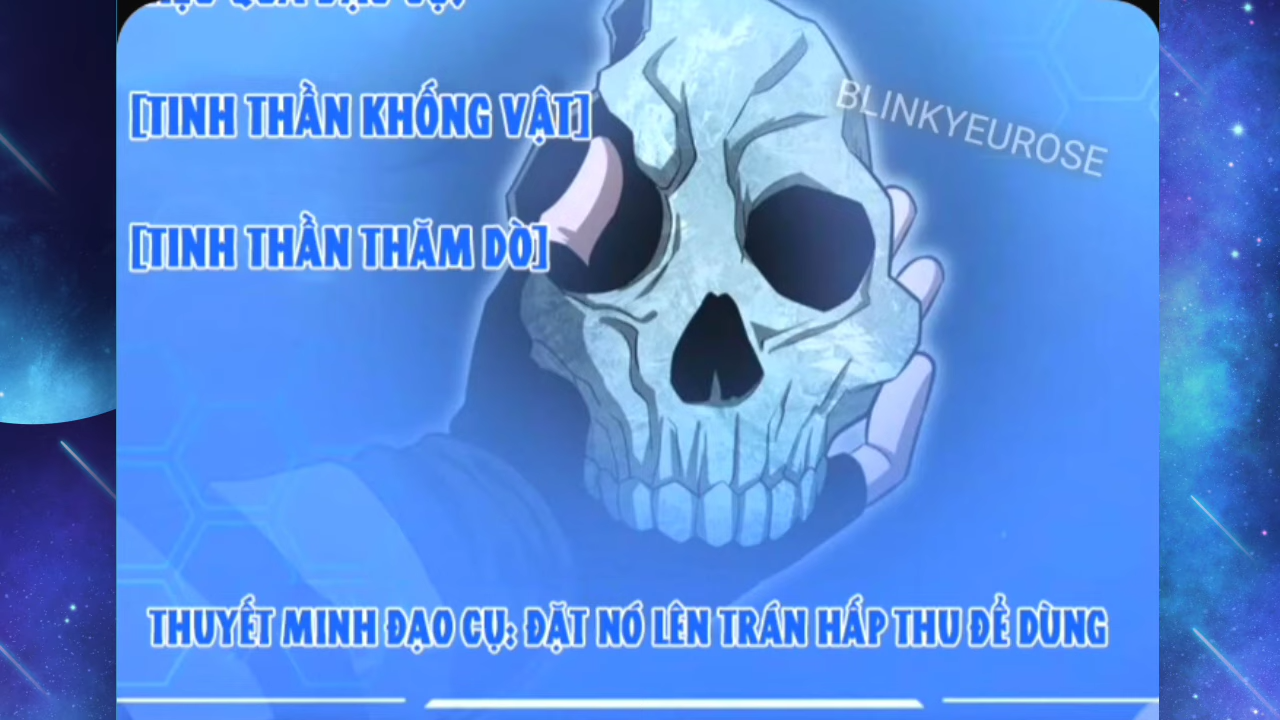 [TINH THẦN KHỐNG VẬT]
BLINKYEUROSE
[TINH THẦN THĂM DÒ]
THUYẾT MINH ĐẠO CỤ: ĐẶT NÓ LÊN TRÁN HẤP THU ĐỂ DÙNG